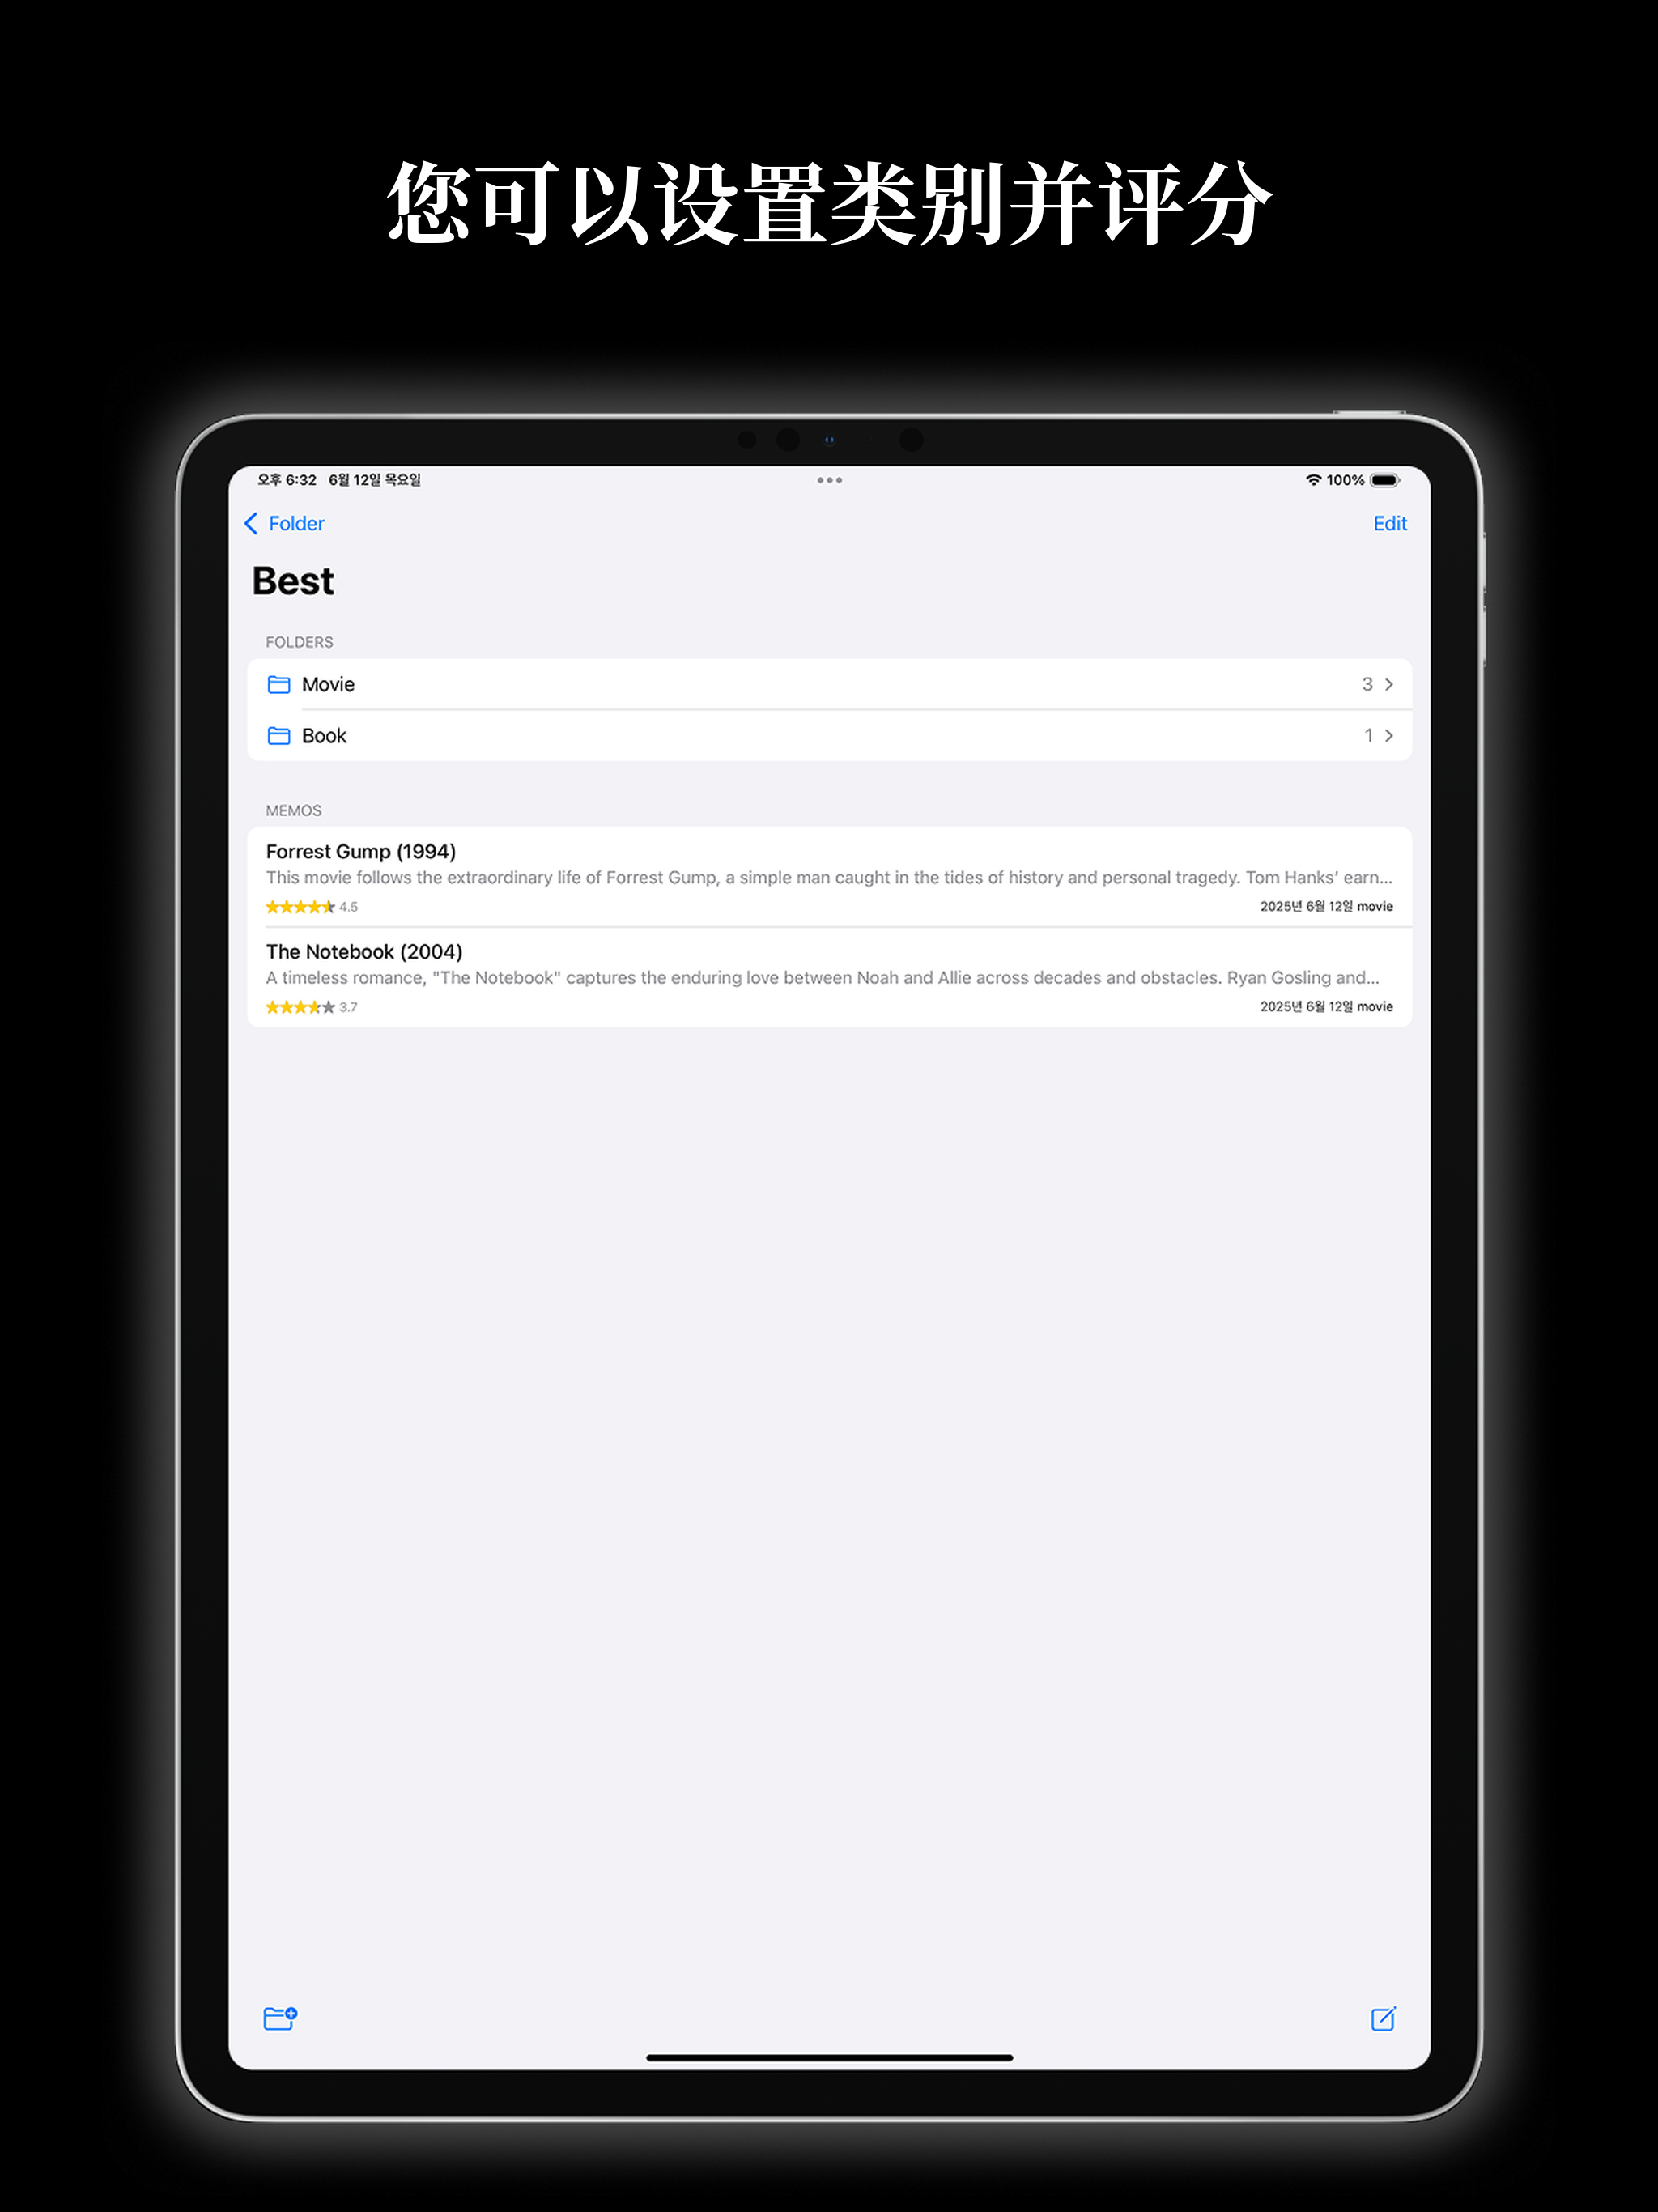 您可以设置类别并评分
오후 6:32 6월 12일 목요일
100%
Folder
Edit
Best
FOLDERS
Movie 3
Book 1
MEMOS
Forrest Gump (1994)
This movie follows the extraordinary life of Forrest Gump, a simple man caught in the tides of history and personal tragedy. Tom Hanks’ earn...
4.5 2025년 6월 12일 movie
The Notebook (2004)
A timeless romance, "The Notebook" captures the enduring love between Noah and Allie across decades and obstacles. Ryan Gosling and...
3.7 2025년 6월 12일 movie